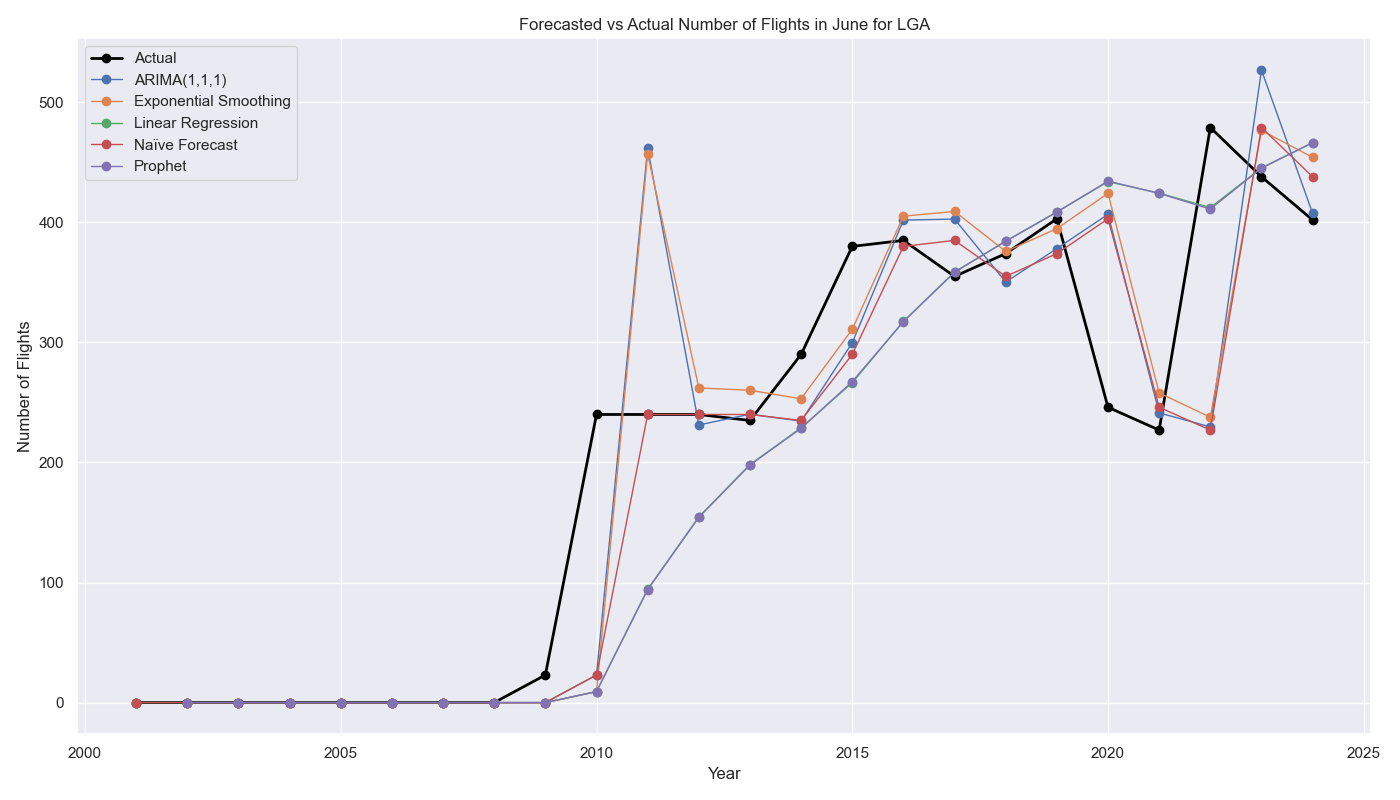 Forecasted vs Actual Number of Flights in June for LGA
Actual
ARIMA(1,1,1)
Exponential Smoothing
Linear Regression
Naïve Forecast
Prophet
500
400
300
200
100
0
Number of Flights
2000
2005
2010
2015
2020
2025
Year